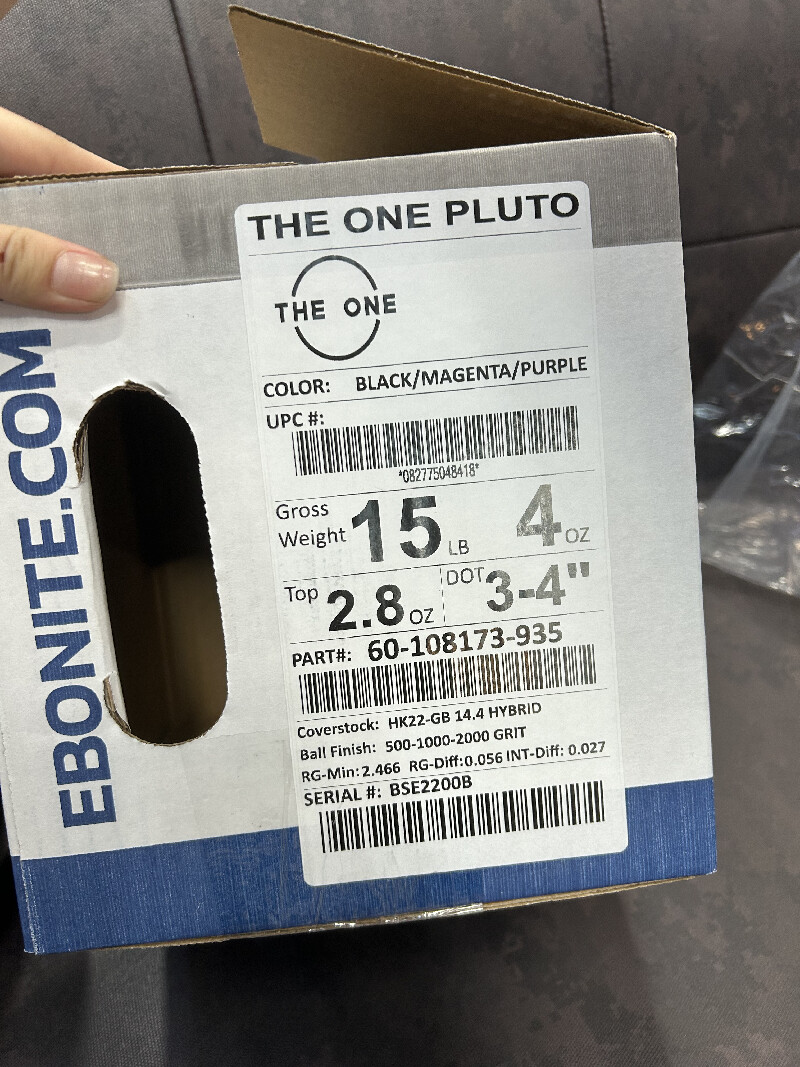 EBONITE.COM
THE ONE PLUTO
THE ONE
COLOR: BLACK/MAGENTA/PURPLE
UPC #:
*082775048418*
Gross Weight 15 LB 4 OZ
Top 2.8 OZ DOT 3-4"
PART#: 60-108173-935
Coverstock: HK22-GB 14.4 HYBRID
Ball Finish: 500-1000-2000 GRIT
RG-Min: 2.466 RG-Diff: 0.056 INT-Diff: 0.027
SERIAL #: BSE2200B